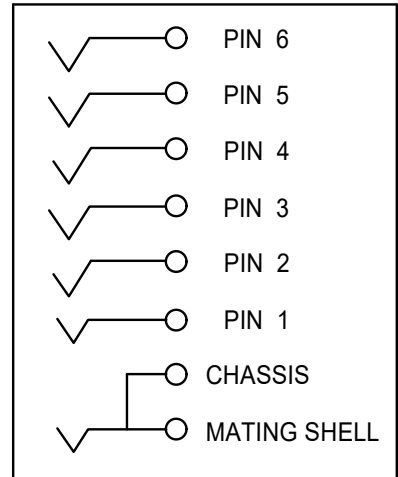 PIN 6
PIN 5
PIN 4
PIN 3
PIN 2
PIN 1
CHASSIS
MATING SHELL